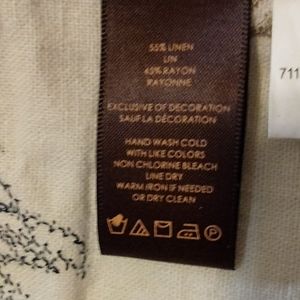 55% LINEN
LIN
45% RAYON
RAYONNE
EXCLUSIVE OF DECORATION
SAUF LA DÉCORATION
HAND WASH COLD
WITH LIKE COLORS
NON CHLORINE BLEACH
LINE DRY
WARM IRON IF NEEDED
OR DRY CLEAN
P
711